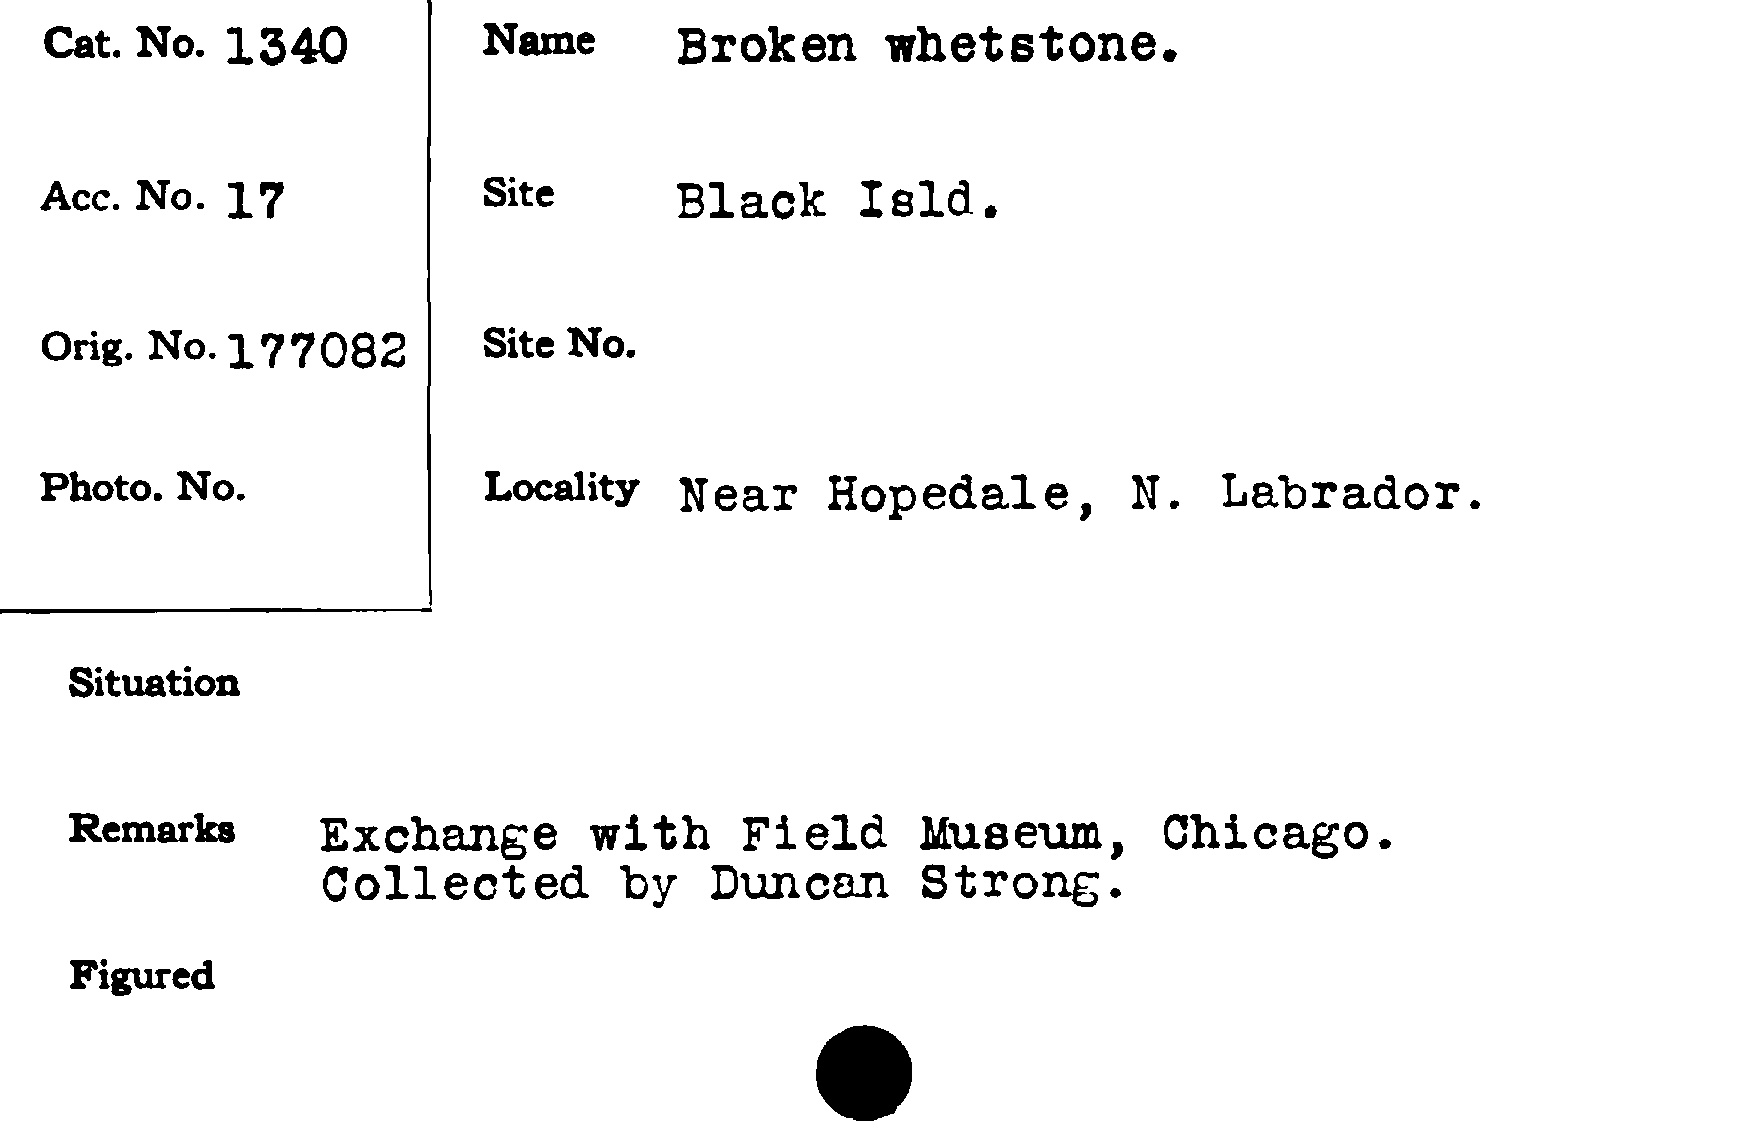 Cat. No. 1340
Name Broken whetstone.
Acc. No. 17
Site Black Isld.
Orig. No. 177082
Site No.
Photo. No.
Locality Near Hopedale, N. Labrador.
Situation
Remarks Exchange with Field Museum, Chicago.
Collected by Duncan Strong.
Figured